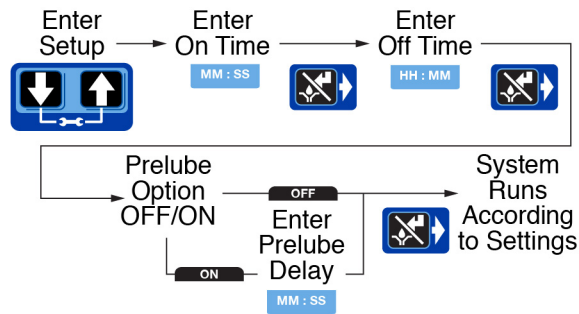 Enter
Setup
Enter
On Time
MM : SS
Enter
Off Time
HH : MM
Prelube
Option
OFF/ON
OFF
ON
Enter
Prelube
Delay
MM : SS
System
Runs
According
to Settings